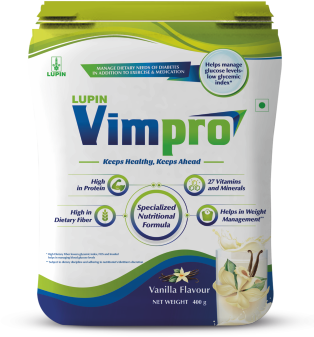 LUPIN
MANAGE DIETARY NEEDS OF DIABETES
IN ADDITION TO EXERCISE & MEDICATION
Helps manage
glucose levels-
low glycemic
index*
LUPIN
Vimpro
Keeps Healthy, Keeps Ahead
High
in Protein
27 Vitamins
and Minerals
Specialized
Nutritional
Formula
High in
Dietary Fiber
Helps in Weight
Management**
Vanilla Flavour
NET WEIGHT 400 g